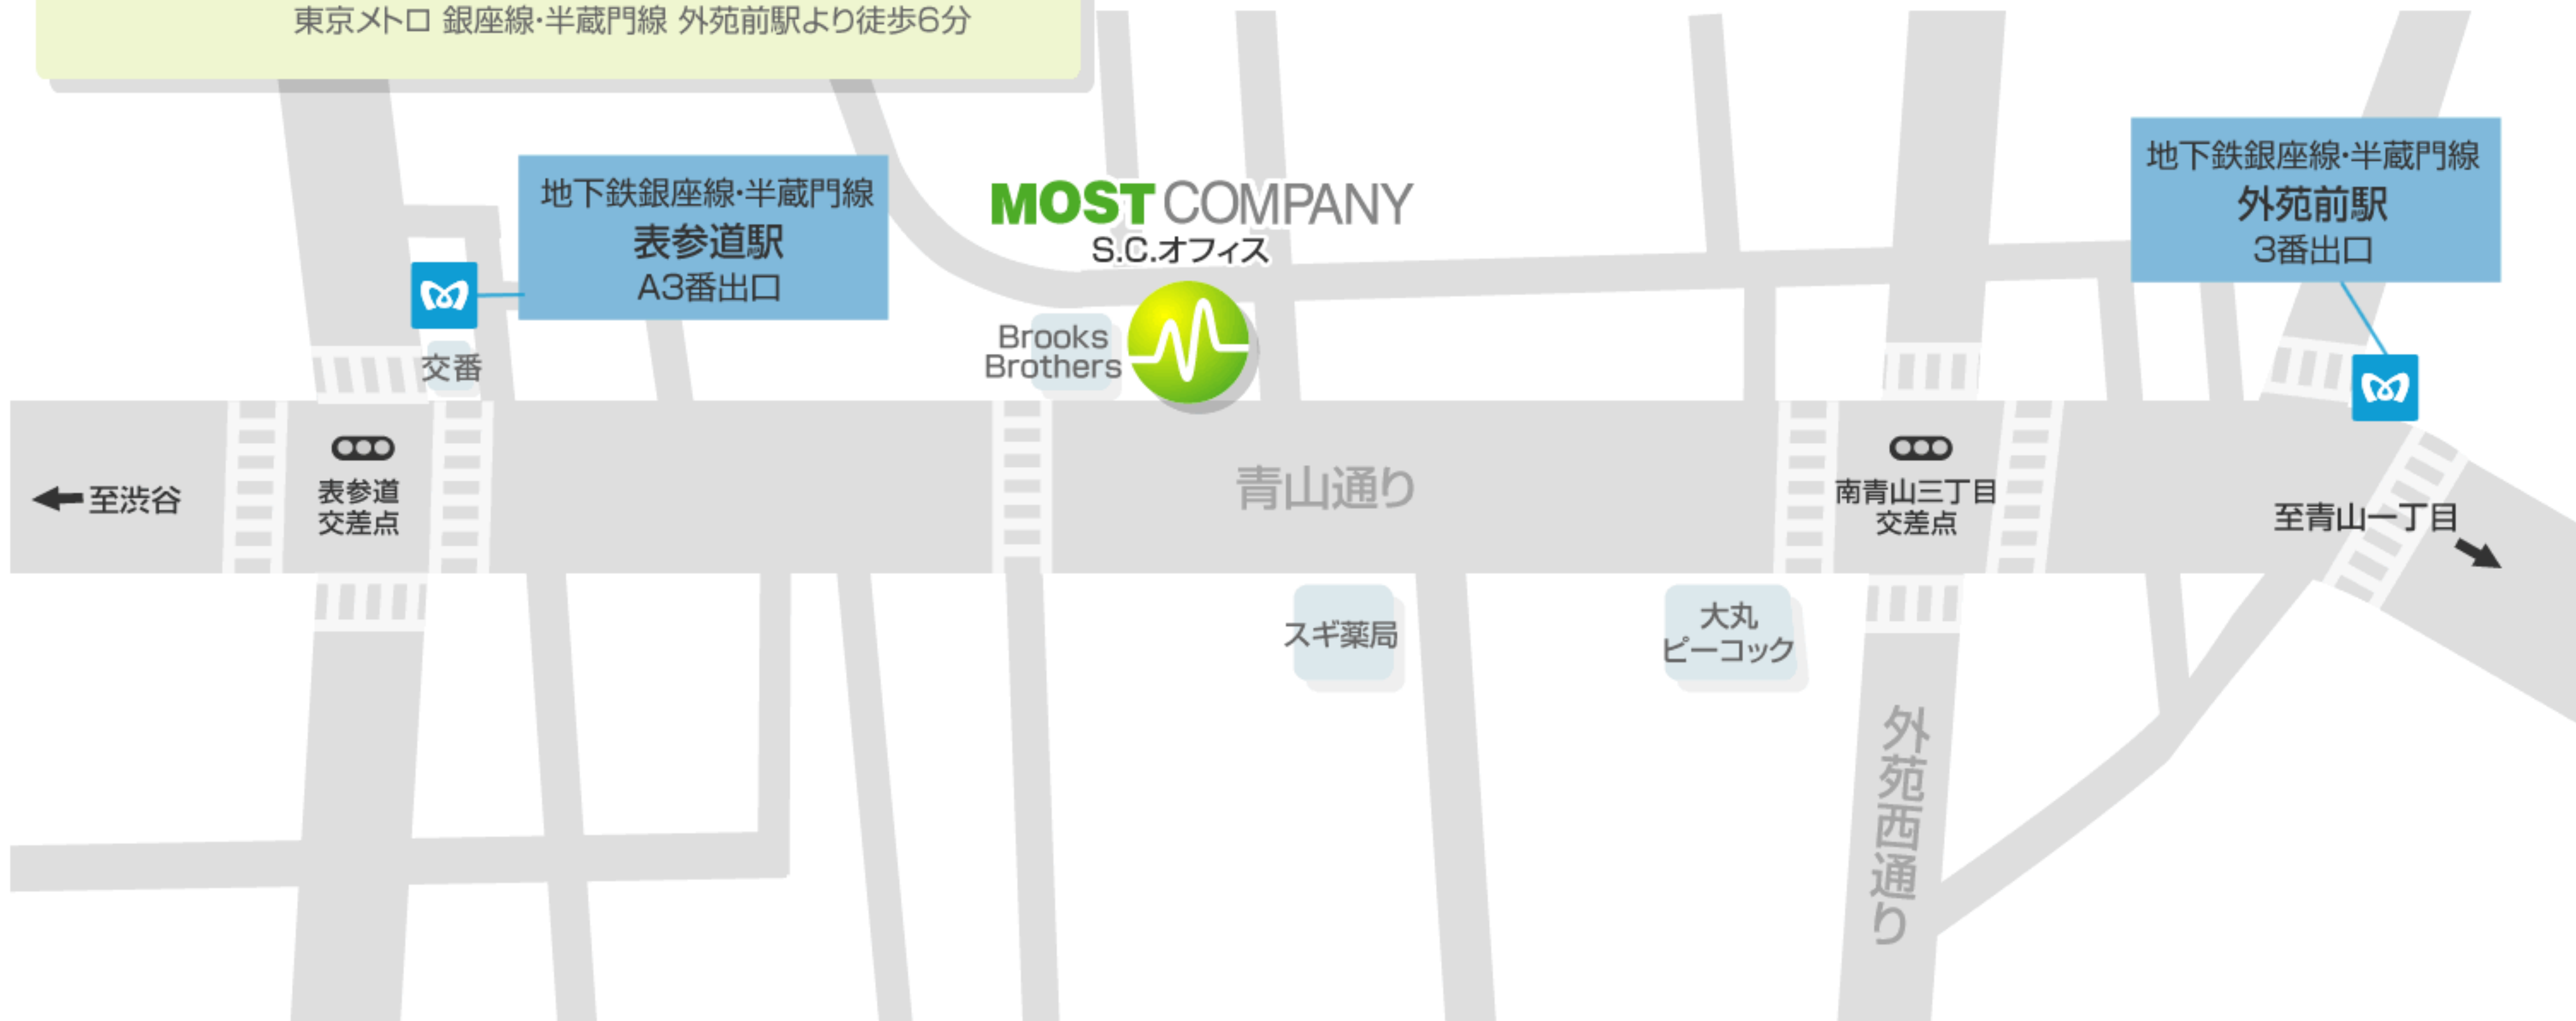 東京メトロ 銀座線・半蔵門線 外苑前駅より徒歩6分
地下鉄銀座線・半蔵門線
表参道駅
A3番出口
MOST COMPANY
S.C.オフィス
地下鉄銀座線・半蔵門線
外苑前駅
3番出口
交番
Brooks
Brothers
至渋谷
表参道
交差点
青山通り
南青山三丁目
交差点
至青山一丁目
スギ薬局
大丸
ピーコック
外苑西通り